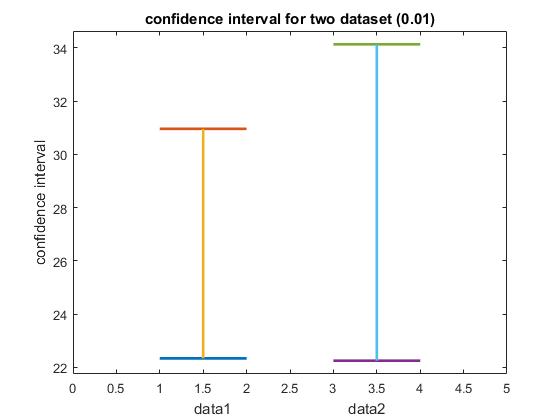 confidence interval for two dataset (0.01)
confidence interval
34
32
30
28
26
24
22
0 0.5 1 1.5 2 2.5 3 3.5 4 4.5 5
data1 data2